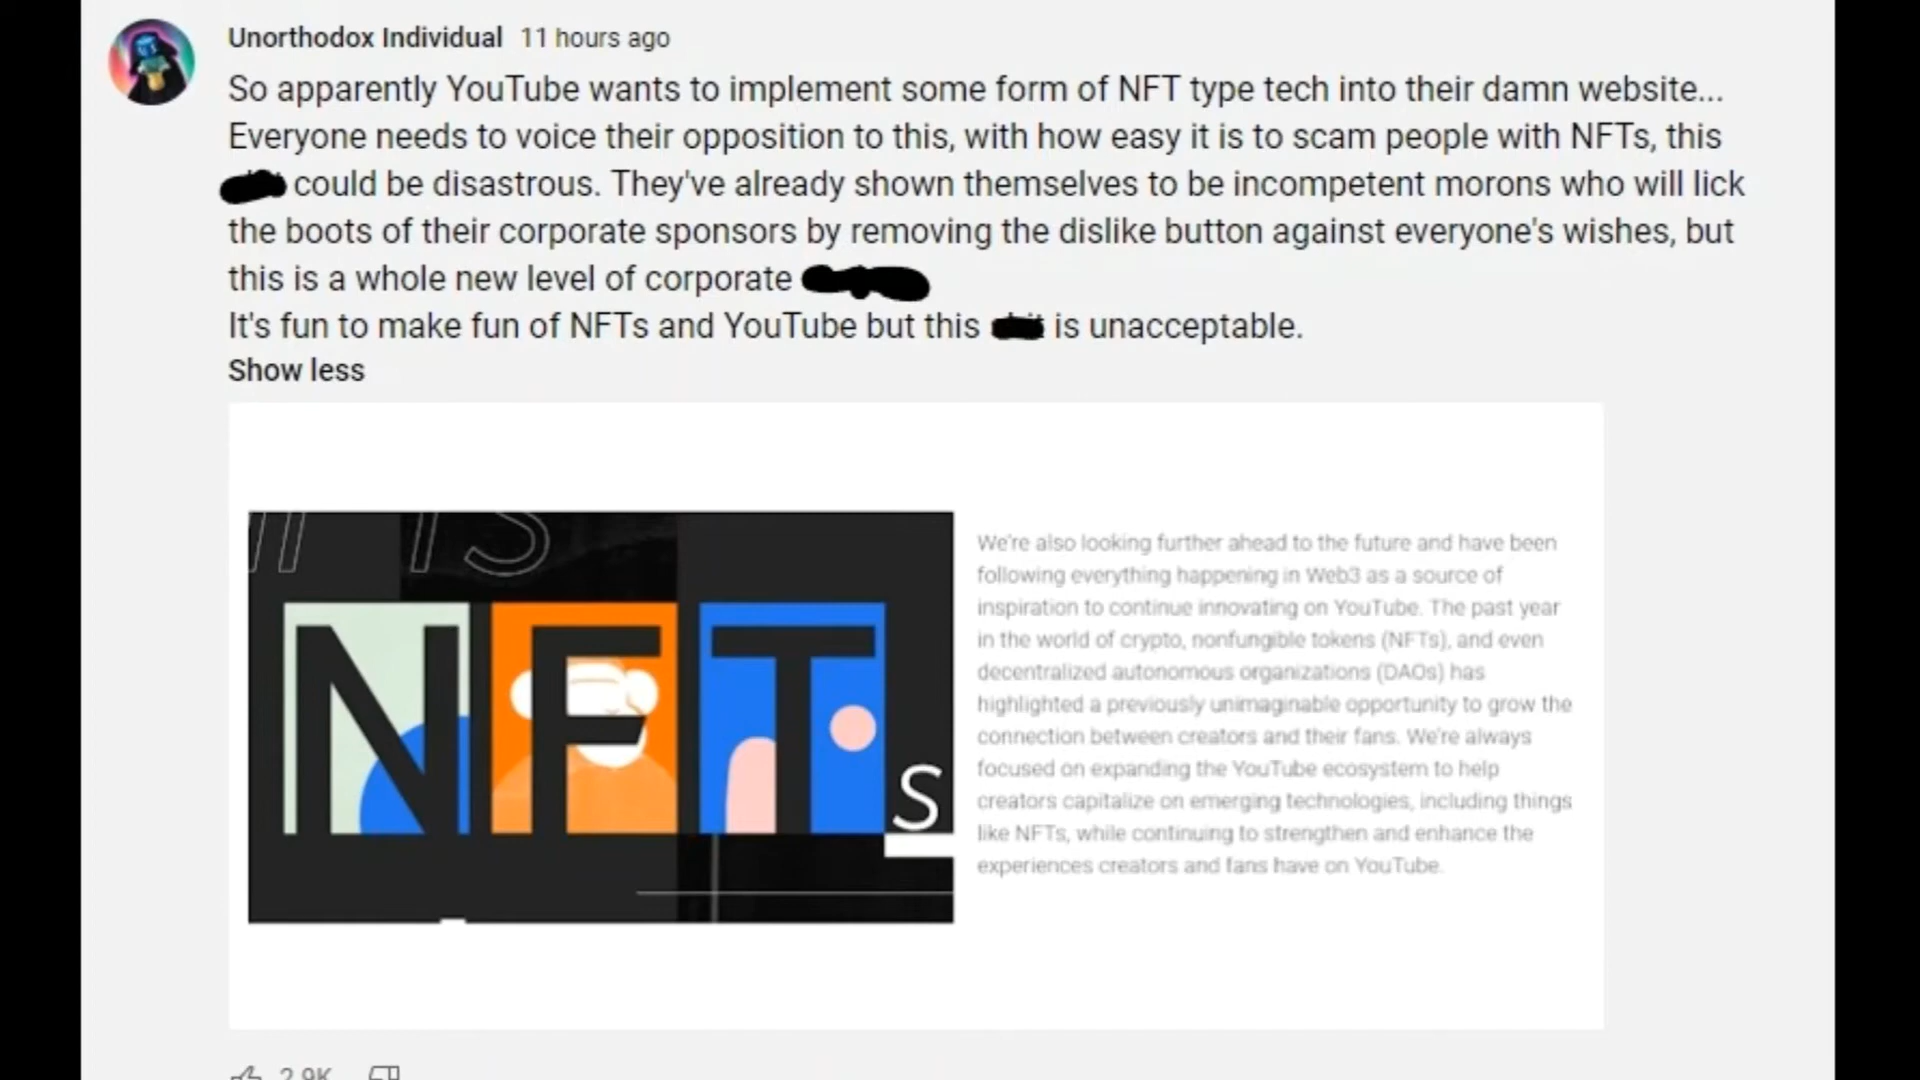 Unorthodox Individual 11 hours ago
So apparently YouTube wants to implement some form of NFT type tech into their damn website...
Everyone needs to voice their opposition to this, with how easy it is to scam people with NFTs, this
could be disastrous. They've already shown themselves to be incompetent morons who will lick
the boots of their corporate sponsors by removing the dislike button against everyone's wishes, but
this is a whole new level of corporate
It's fun to make fun of NFTs and YouTube but this is unacceptable.
Show less
NFTs
We're also looking further ahead to the future and have been
following everything happening in Web3 as a source of
inspiration to continue innovating on YouTube. The past year
in the world of crypto, nonfungible tokens (NFTs), and even
decentralized autonomous organizations (DAOs) has
highlighted a previously unimaginable opportunity to grow the
connection between creators and their fans. We're always
focused on expanding the YouTube ecosystem to help
creators capitalize on emerging technologies, including things
like NFTs, while continuing to strengthen and enhance the
experiences creators and fans have on YouTube.
2.9K